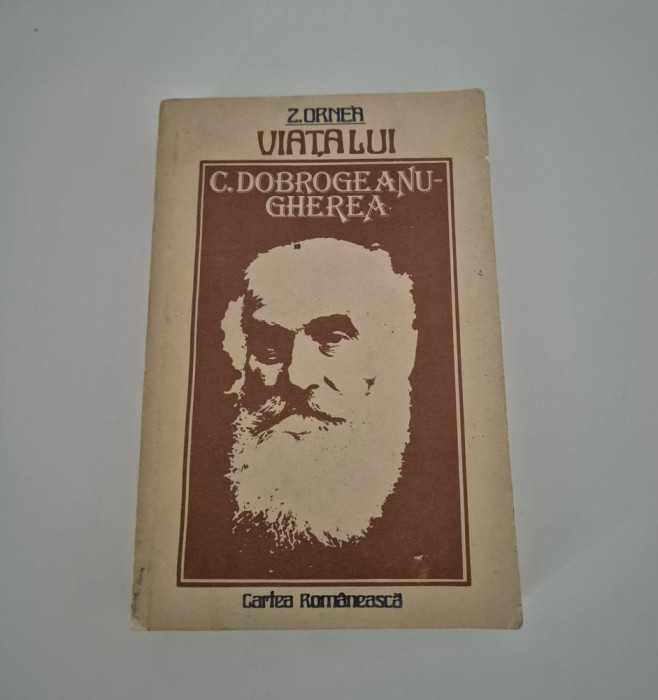 Z. ORNEA
VIAȚA LUI
C. DOBROGEANU-
GHEREA
Cartea Românească